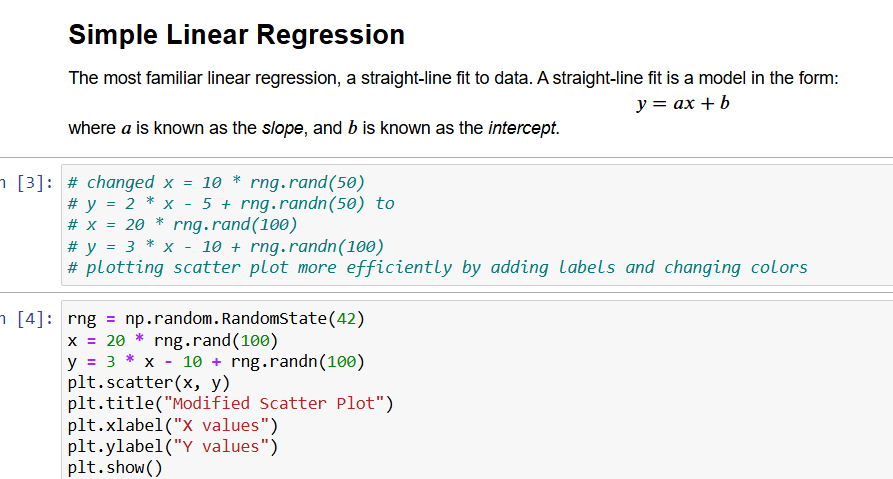 Simple Linear Regression
The most familiar linear regression, a straight-line fit to data. A straight-line fit is a model in the form:
y = ax + b
where a is known as the slope, and b is known as the intercept.
n [3]: # changed x = 10 * rng.rand(50)
# y = 2 * x - 5 + rng.randn(50) to
# x = 20 * rng.rand(100)
# y = 3 * x - 10 + rng.randn(100)
# plotting scatter plot more efficiently by adding labels and changing colors
n [4]: rng = np.random.RandomState(42)
x = 20 * rng.rand(100)
y = 3 * x - 10 + rng.randn(100)
plt.scatter(x, y)
plt.title("Modified Scatter Plot")
plt.xlabel("X values")
plt.ylabel("Y values")
plt.show()